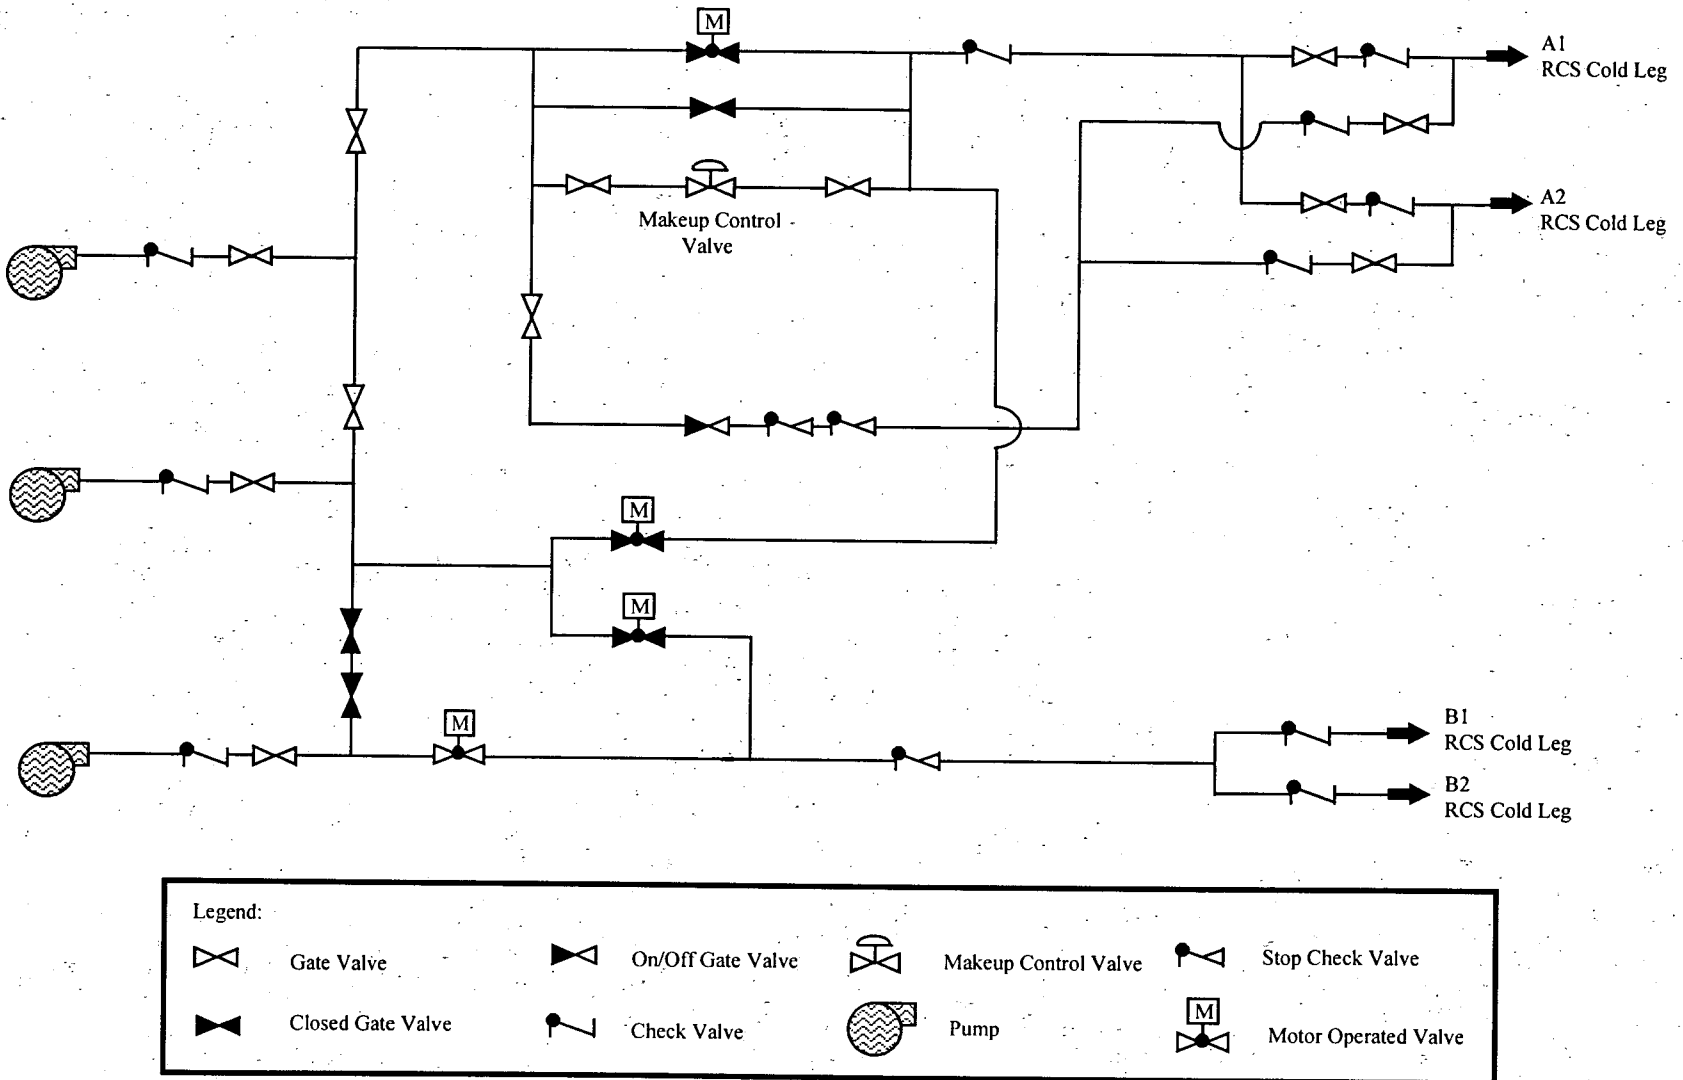 M
A1
RCS Cold Leg
Makeup Control
Valve
A2
RCS Cold Leg
M
M
M
B1
RCS Cold Leg
B2
RCS Cold Leg
Legend:
Gate Valve
On/Off Gate Valve
Makeup Control Valve
Stop Check Valve
Closed Gate Valve
Check Valve
Pump
M
Motor Operated Valve